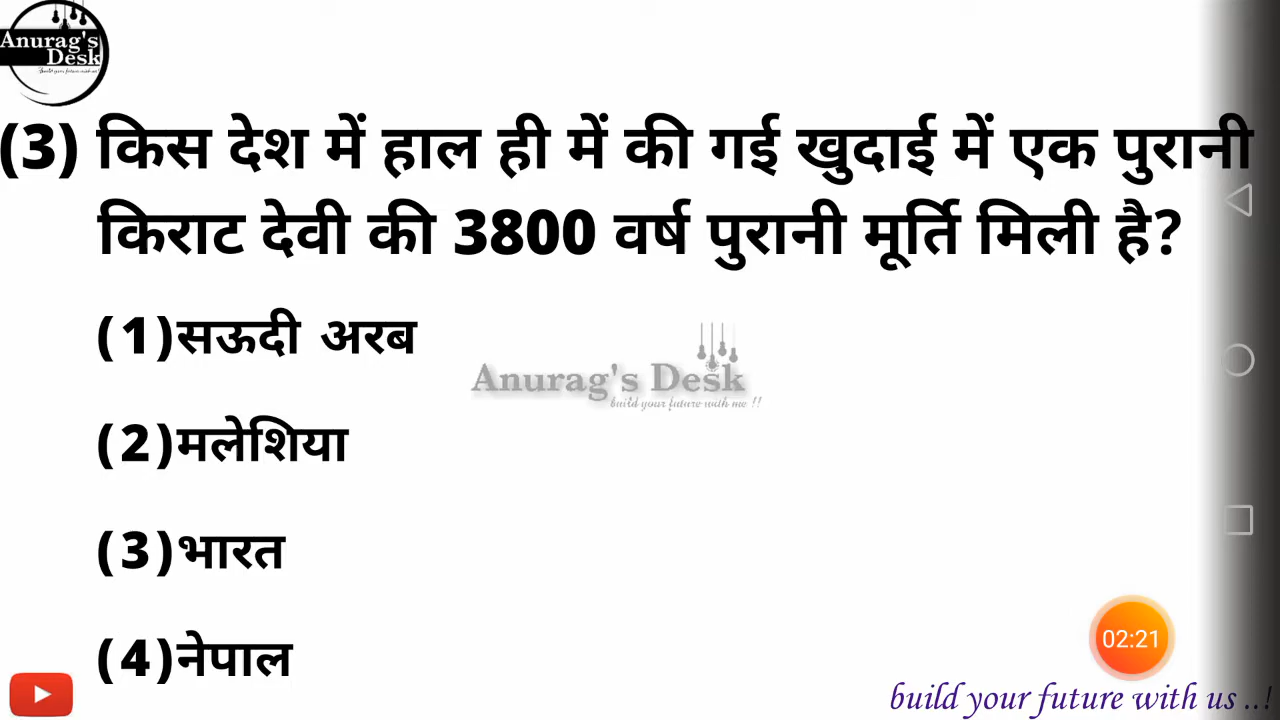 Anurag's
Desk
(3) किस देश में हाल ही में की गई खुदाई में एक पुरानी
किराट देवी की 3800 वर्ष पुरानी मूर्ति मिली है?
(1)सऊदी अरब
Anurag's Desk
build your future with me !!
(2)मलेशिया
(3)भारत
(4)नेपाल
02:21
build your future with us ..!